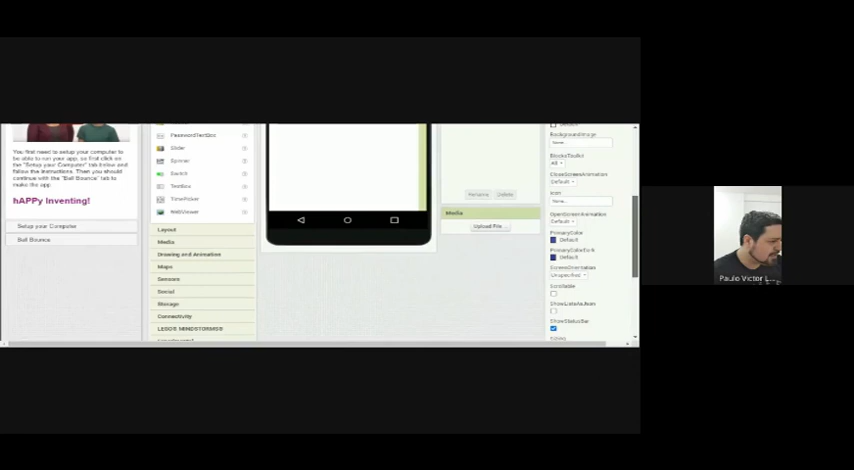 You first need to setup your computer to
be able to run your app, so first click on
the "Setup your Computer" tab below and
follow the instructions. Then you should
continue with the "Ball Bounce" tab to
make the app.
hAPPy Inventing!
Setup your Computer
Ball Bounce
PasswordTextBox
Slider
Spinner
Switch
TextBox
TimePicker
WebViewer
Layout
Media
Drawing and Animation
Maps
Sensors
Social
Storage
Connectivity
LEGO® MINDSTORMS®
Rename
Delete
Media
Upload File ...
BackgroundImage
None...
BlocksToolkit
All
CloseScreenAnimation
Default
Icon
None...
OpenScreenAnimation
Default
PrimaryColor
Default
PrimaryColorDark
Default
ScreenOrientation
Unspecified
Scrollable
ShowListsAsJson
ShowStatusBar
Paulo Victor L...